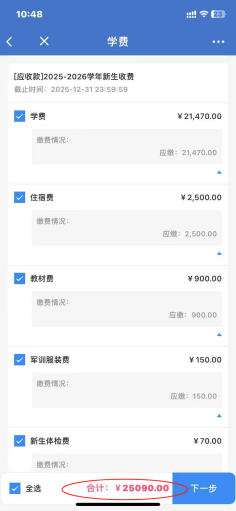 10:48
23
学费
[应收款]2025-2026学年新生收费
截止时间：2025-12-31 23:59:59
学费 ¥21,470.00
缴费情况：
应缴：21,470.00
住宿费 ¥2,500.00
缴费情况：
应缴：2,500.00
教材费 ¥900.00
缴费情况：
应缴：900.00
军训服装费 ¥150.00
缴费情况：
应缴：150.00
新生体检费 ¥70.00
缴费情况：
全选 合计：¥25090.00 下一步